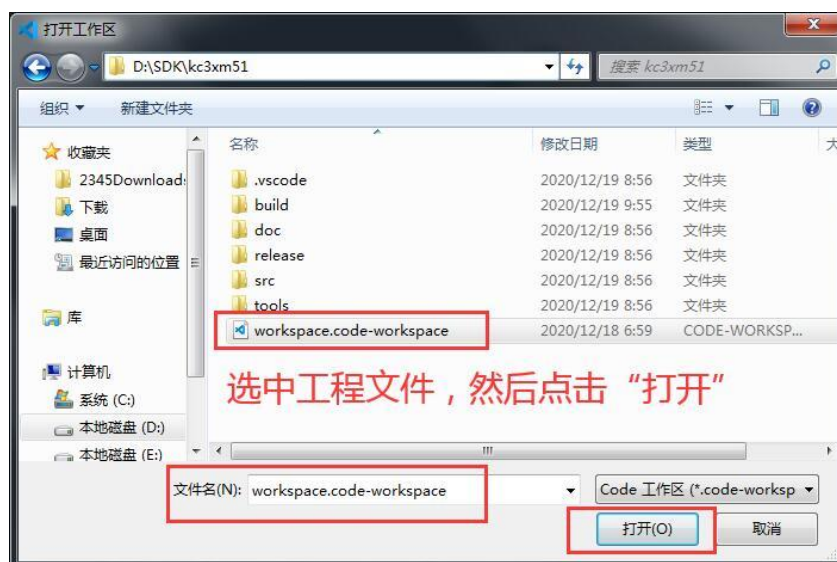 打开工作区
D:\SDK\kc3xm51
搜索 kc3xm51
组织 新建文件夹
名称 修改日期 类型 大
收藏夹
2345Download
下载
桌面
最近访问的位置
库
计算机
系统 (C:)
本地磁盘 (D:)
本地磁盘 (E:)
.vscode 2020/12/19 8:56 文件夹
build 2020/12/19 9:55 文件夹
doc 2020/12/19 8:56 文件夹
release 2020/12/19 8:56 文件夹
src 2020/12/19 8:56 文件夹
tools 2020/12/19 8:56 文件夹
workspace.code-workspace 2020/12/18 6:59 CODE-WORKSP...
选中工程文件，然后点击“打开”
文件名(N): workspace.code-workspace Code 工作区 (*.code-worksp
打开(O) 取消